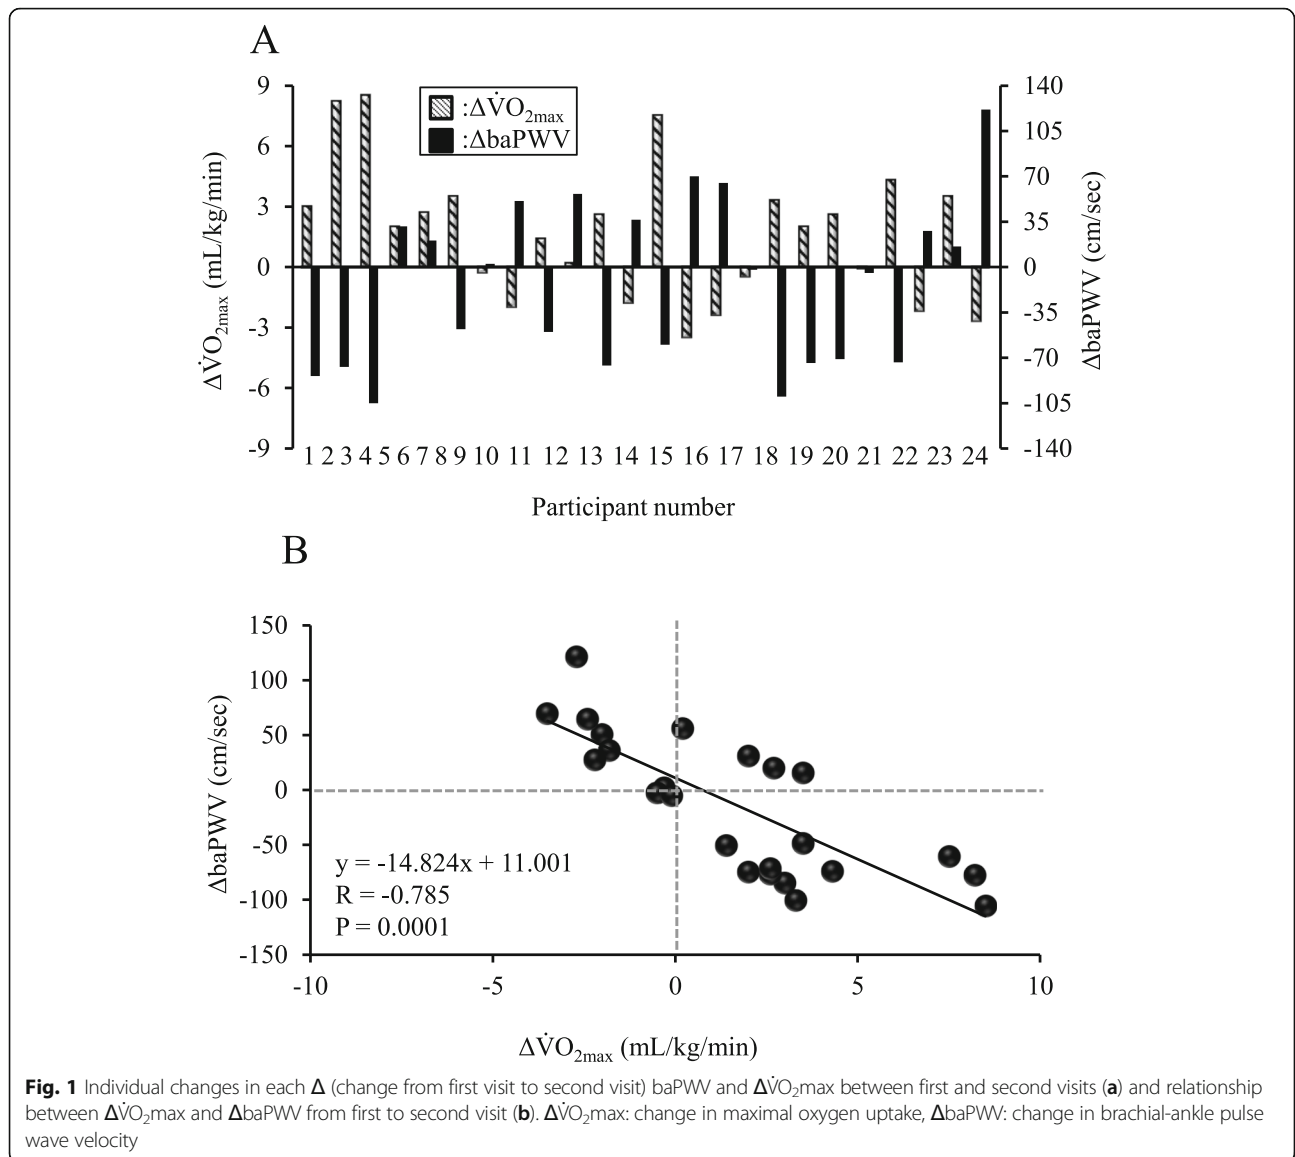 A
9
6
3
0
-3
-6
-9
ΔV̇O2max (mL/kg/min)
:ΔV̇O2max
:ΔbaPWV
140
105
70
35
0
-35
-70
-105
-140
ΔbaPWV (cm/sec)
1 2 3 4 5 6 7 8 9 10 11 12 13 14 15 16 17 18 19 20 21 22 23 24
Participant number
B
150
100
50
0
-50
-100
-150
ΔbaPWV (cm/sec)
y = -14.824x + 11.001
R = -0.785
P = 0.0001
-10 -5 0 5 10
ΔV̇O2max (mL/kg/min)
Fig. 1 Individual changes in each Δ (change from first visit to second visit) baPWV and ΔV̇O2max between first and second visits (a) and relationship
between ΔV̇O2max and ΔbaPWV from first to second visit (b). ΔV̇O2max: change in maximal oxygen uptake, ΔbaPWV: change in brachial-ankle pulse
wave velocity